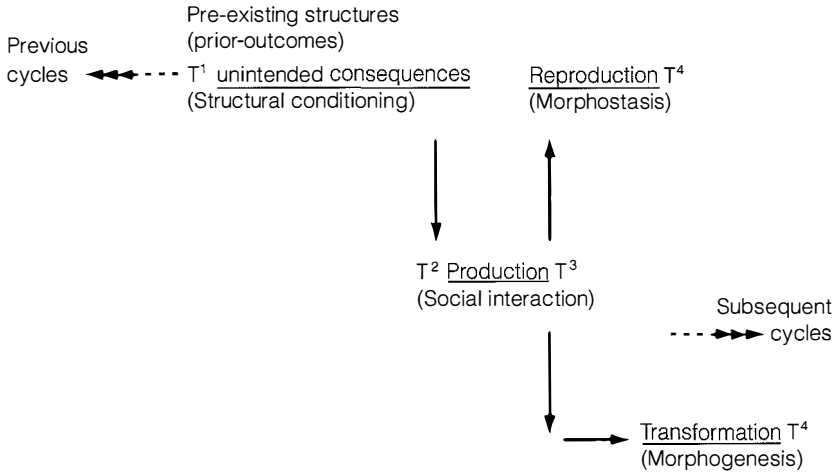 Pre-existing structures
(prior-outcomes)
Previous
cycles
T¹ unintended consequences
(Structural conditioning)
Reproduction T⁴
(Morphostasis)
T² Production T³
(Social interaction)
Subsequent
cycles
Transformation T⁴
(Morphogenesis)